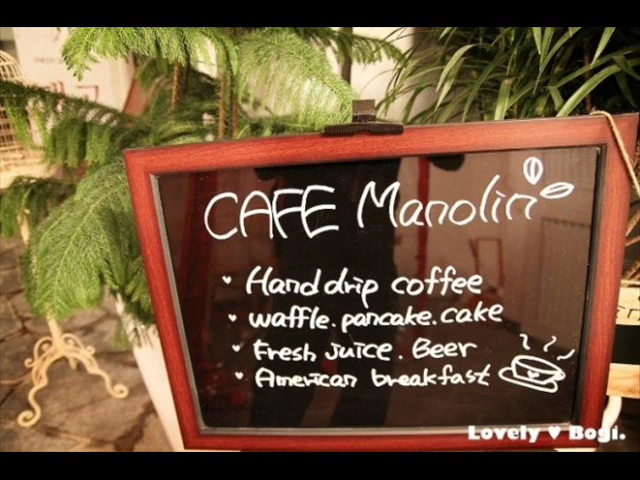 CAFE Manolin
♥ Hand drip coffee
♥ waffle.pancake.cake
♥ Fresh juice.Beer
♥ American breakfast
Lovely ♥ Bogi.